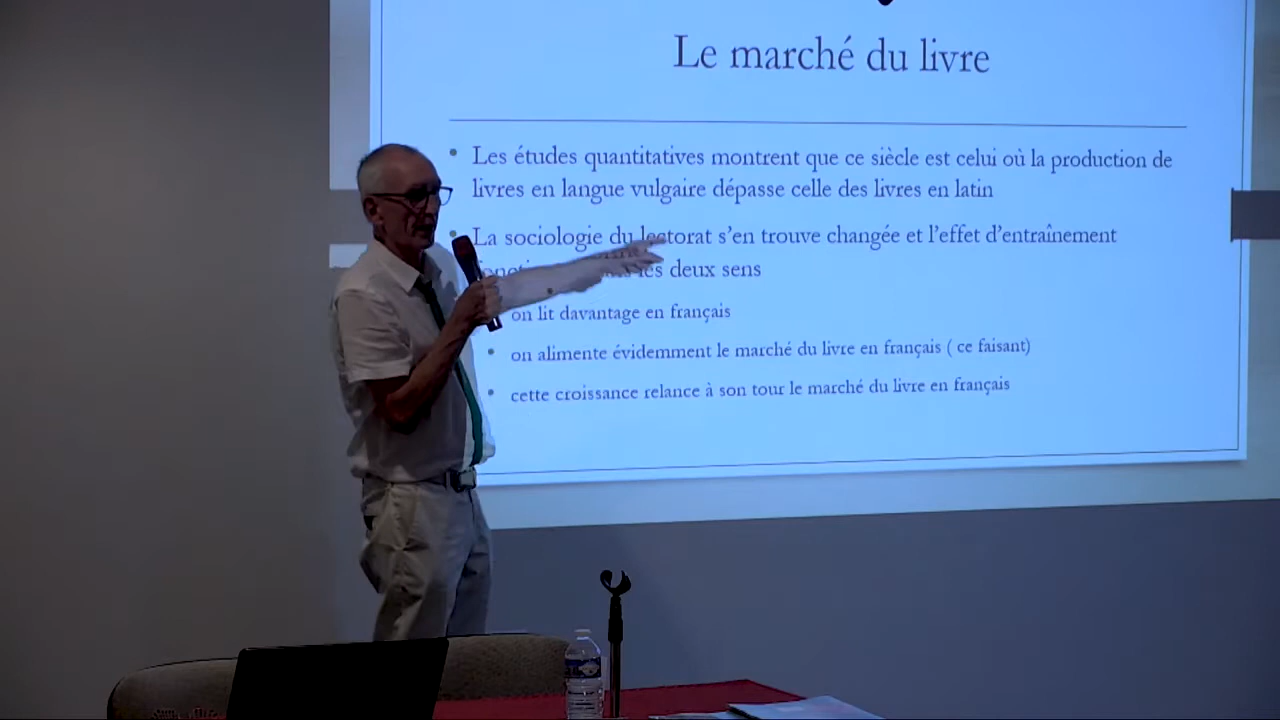 Le marché du livre
• Les études quantitatives montrent que ce siècle est celui où la production de
livres en langue vulgaire dépasse celle des livres en latin
• La sociologie du lectorat s'en trouve changée et l'effet d'entraînement
les deux sens
on lit davantage en français
• on alimente évidemment le marché du livre en français ( ce faisant)
• cette croissance relance à son tour le marché du livre en français